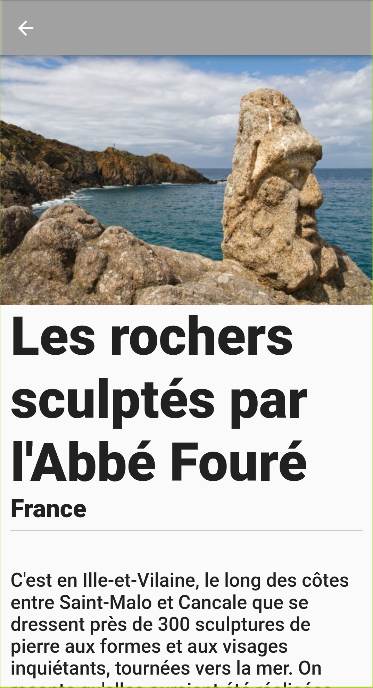 Les rochers
sculptés par
l'Abbé Fouré
France
C'est en Ille-et-Vilaine, le long des côtes
entre Saint-Malo et Cancale que se
dressent près de 300 sculptures de
pierre aux formes et aux visages
inquiétants, tournées vers la mer. On